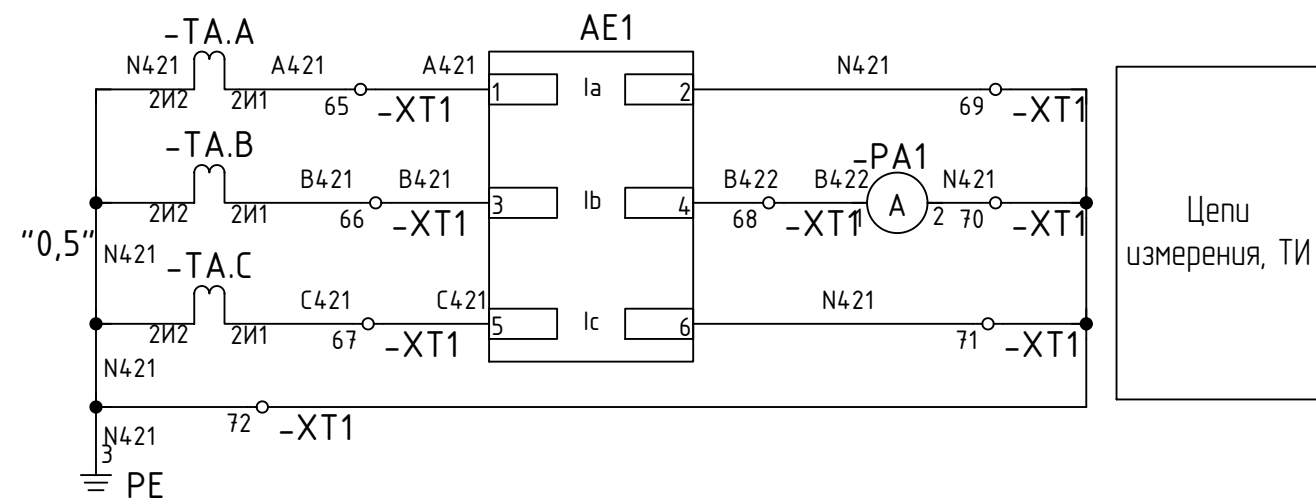 -TA.A
AE1
N421
A421
A421
N421
2И2
2И1
65
-XT1
1
Ia
2
69
-XT1
-TA.B
-PA1
B421
B421
B422
B422
N421
2И2
2И1
66
-XT1
3
Ib
4
68
-XT1
1
A
2
70
-XT1
Цепи
измерения, ТИ
"0,5"
N421
-TA.C
C421
C421
N421
2И2
2И1
67
-XT1
5
Ic
6
71
-XT1
N421
72
-XT1
N421
3
PE